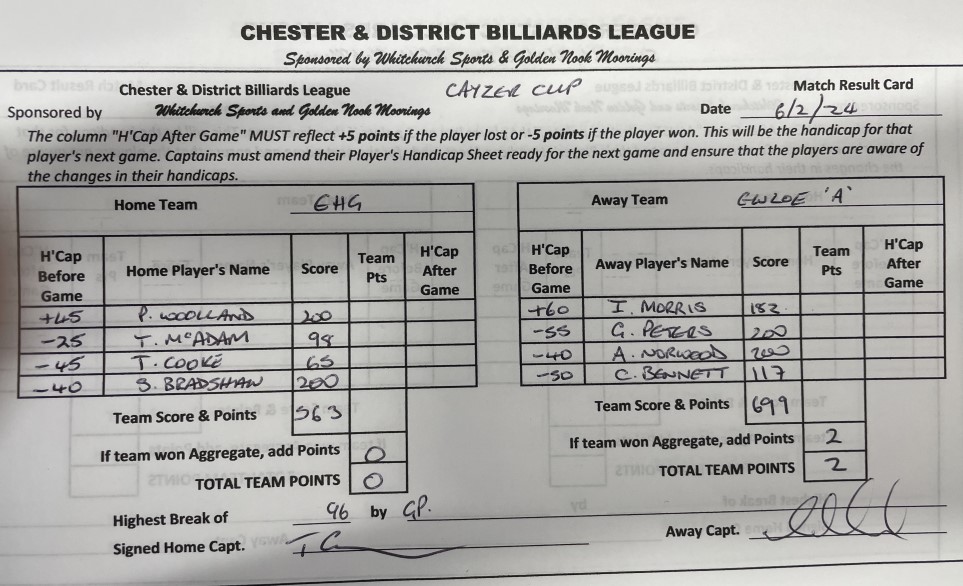 CHESTER & DISTRICT BILLIARDS LEAGUE
Sponsored by Whitchurch Sports & Golden Nook Moorings
Chester & District Billiards League CAYZER CUP Match Result Card
Sponsored by Whitchurch Sports and Golden Nook Moorings Date 6/2/24
The column "H'Cap After Game" MUST reflect +5 points if the player lost or -5 points if the player won. This will be the handicap for that
player's next game. Captains must amend their Player's Handicap Sheet ready for the next game and ensure that the players are aware of
the changes in their handicaps.
Home Team GHG
H'Cap Before Game Home Player's Name Score Team Pts H'Cap After Game
+45 P. WOOLLAND 200
-25 T. McADAM 98
-45 T. COOKE 65
-40 S. BRADSHAW 200
Team Score & Points 563
If team won Aggregate, add Points 0
TOTAL TEAM POINTS 0
Away Team EWLOE 'A'
H'Cap Before Game Away Player's Name Score Team Pts H'Cap After Game
+60 I. MORRIS 182
-55 G. PETERS 200
-40 A. NORWOOD 200
-50 C. BENNETT 117
Team Score & Points 699
If team won Aggregate, add Points 2
TOTAL TEAM POINTS 2
Highest Break of 96 by GP.
Signed Home Capt. TC
Away Capt.